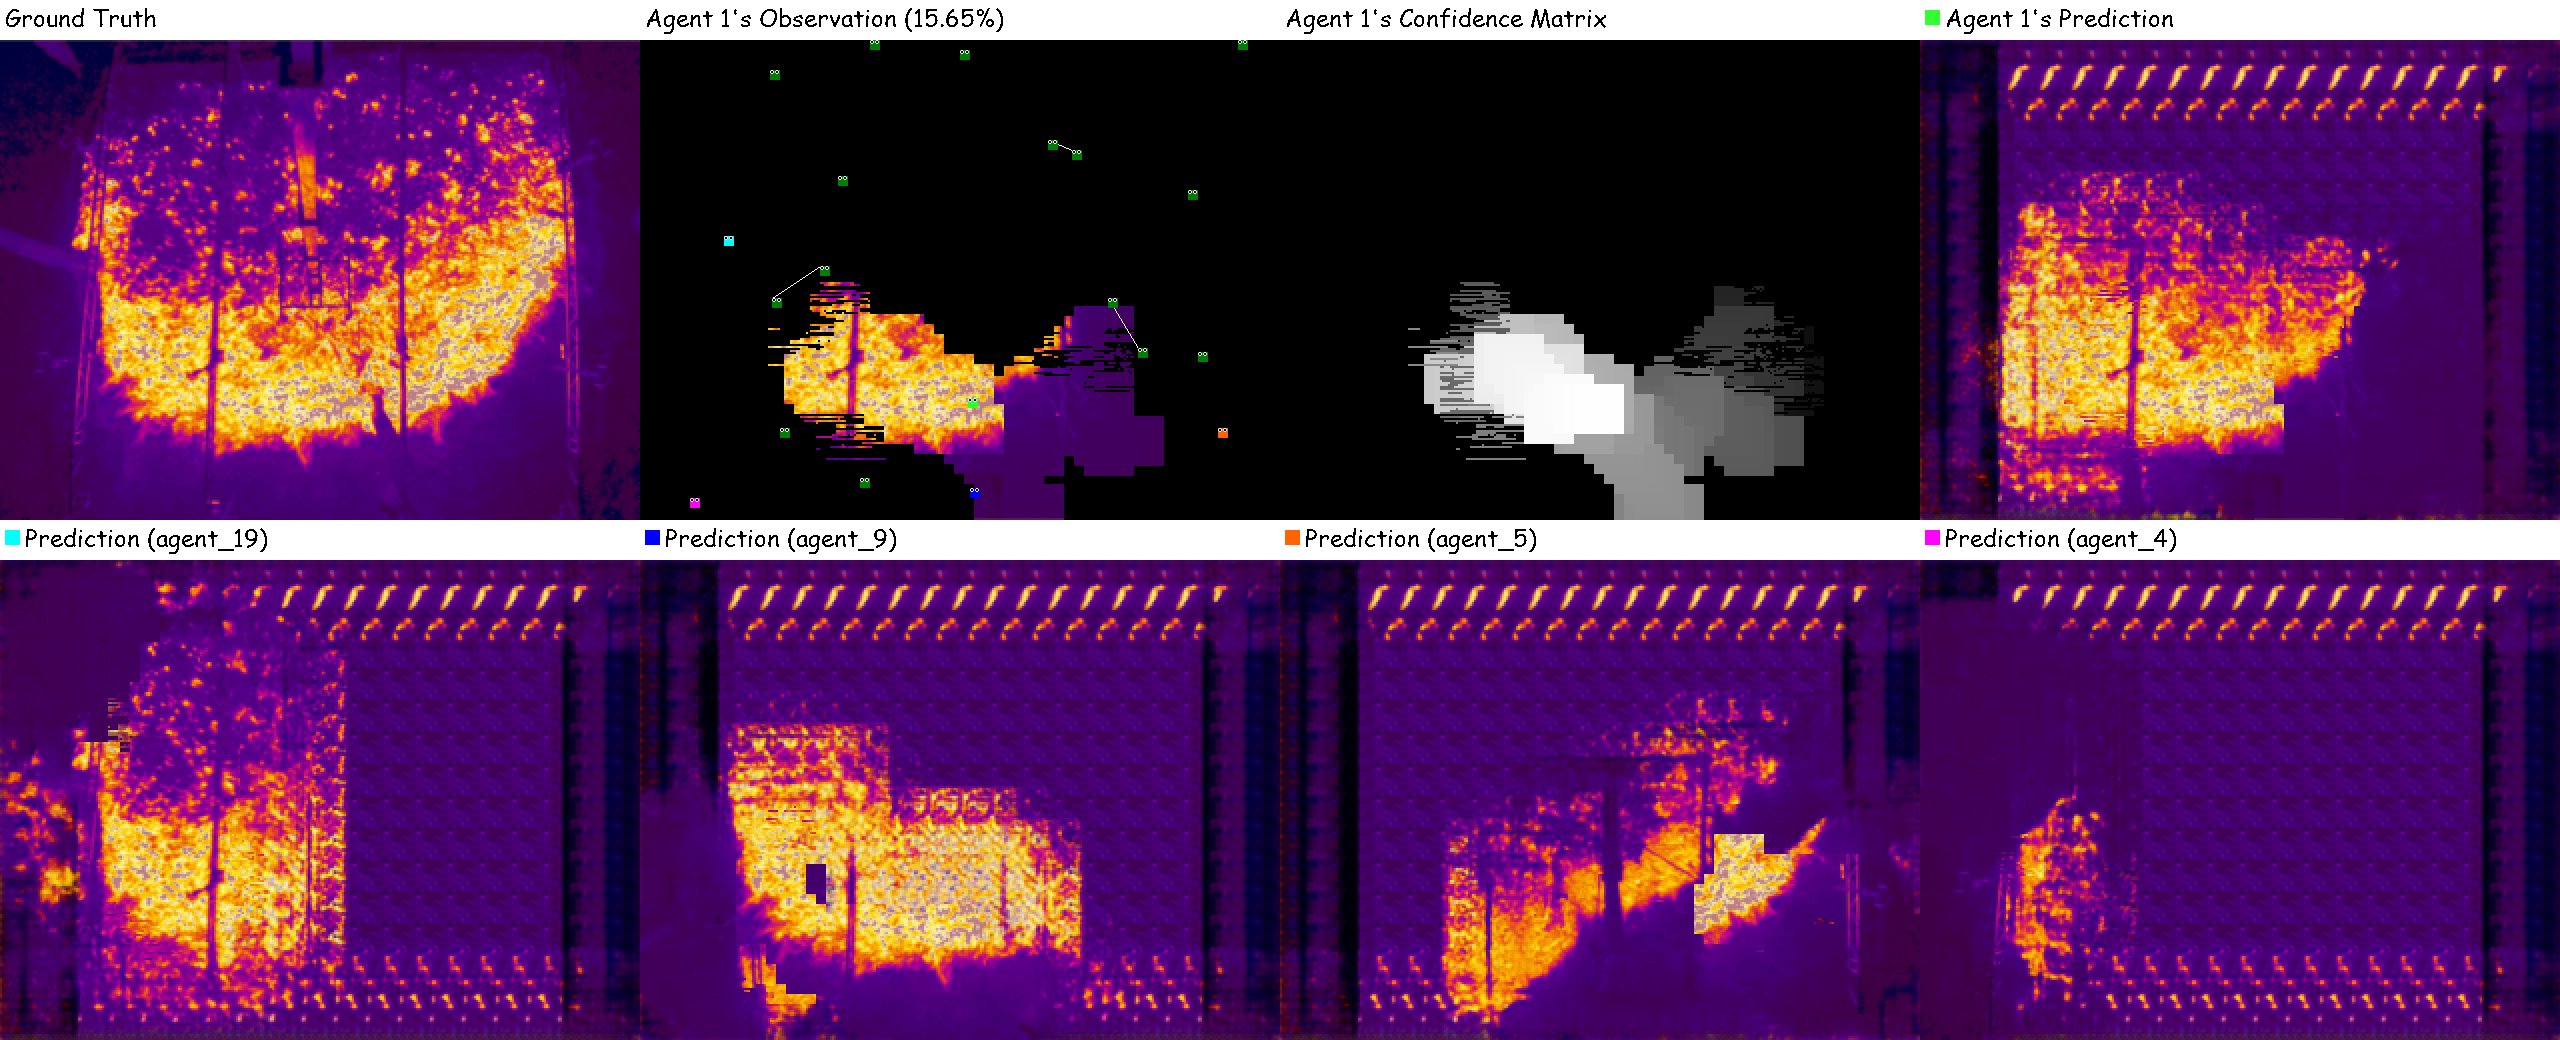 Ground Truth
Agent 1's Observation (15.65%)
Agent 1's Confidence Matrix
Agent 1's Prediction
Prediction (agent_19)
Prediction (agent_9)
Prediction (agent_5)
Prediction (agent_4)